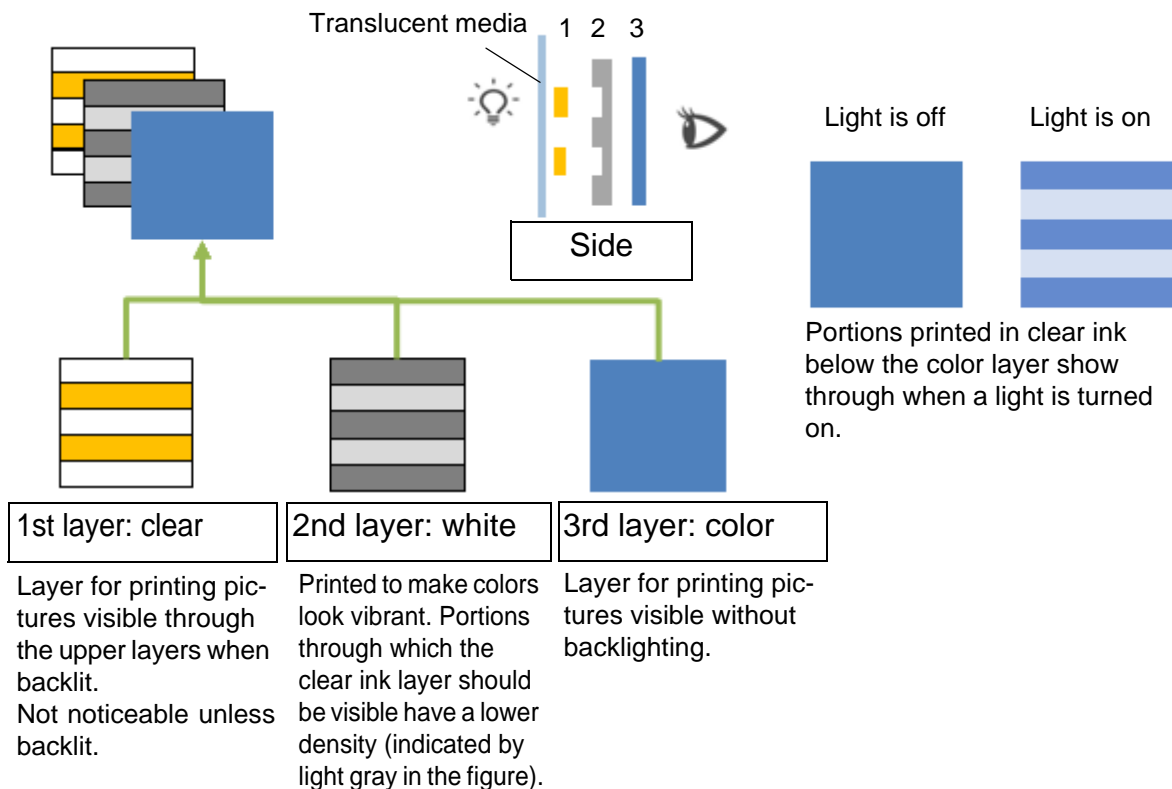 Translucent media
1 2 3
Side
Light is off
Light is on
Portions printed in clear ink
below the color layer show
through when a light is turned
on.
1st layer: clear
Layer for printing pic-
tures visible through
the upper layers when
backlit.
Not noticeable unless
backlit.
2nd layer: white
Printed to make colors
look vibrant. Portions
through which the
clear ink layer should
be visible have a lower
density (indicated by
light gray in the figure).
3rd layer: color
Layer for printing pic-
tures visible without
backlighting.